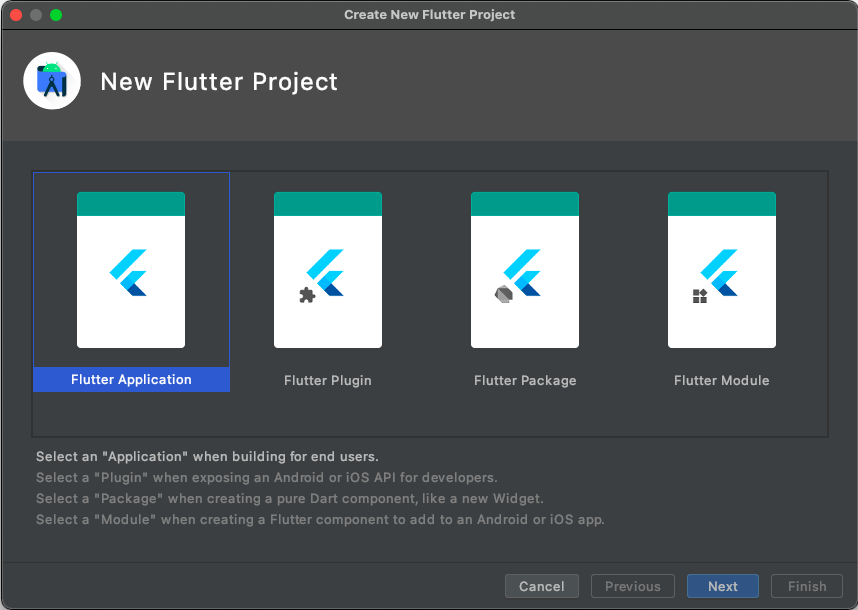 Create New Flutter Project
New Flutter Project
Flutter Application
Flutter Plugin
Flutter Package
Flutter Module
Select an "Application" when building for end users.
Select a "Plugin" when exposing an Android or iOS API for developers.
Select a "Package" when creating a pure Dart component, like a new Widget.
Select a "Module" when creating a Flutter component to add to an Android or iOS app.
Cancel
Previous
Next
Finish